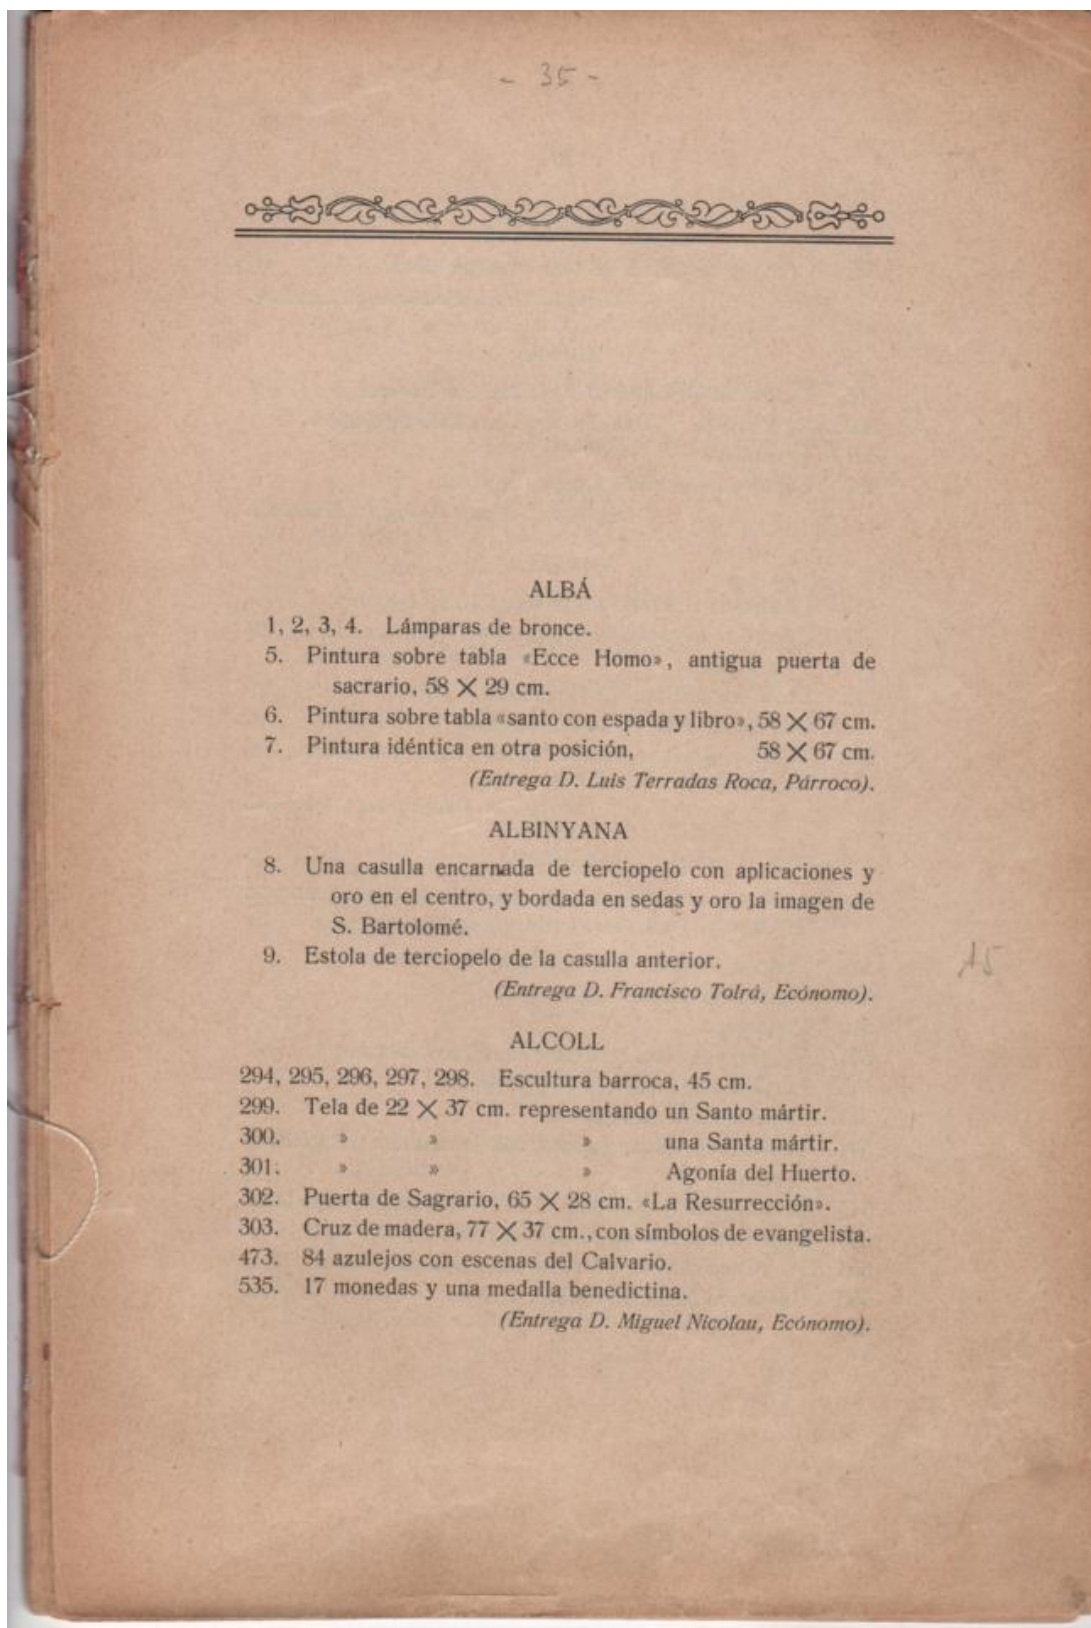 - 35 -
ALBÁ
1, 2, 3, 4. Lámparas de bronce.
5. Pintura sobre tabla «Ecce Homo», antigua puerta de
sacrario, 58 × 29 cm.
6. Pintura sobre tabla «santo con espada y libro», 58 × 67 cm.
7. Pintura idéntica en otra posición, 58 × 67 cm.
(Entrega D. Luis Terradas Roca, Párroco).
ALBINYANA
8. Una casulla encarnada de terciopelo con aplicaciones y
oro en el centro, y bordada en sedas y oro la imagen de
S. Bartolomé.
9. Estola de terciopelo de la casulla anterior.
15
(Entrega D. Francisco Tolrá, Ecónomo).
ALCOLL
294, 295, 296, 297, 298. Escultura barroca, 45 cm.
299. Tela de 22 × 37 cm. representando un Santo mártir.
300. » » » una Santa mártir.
301. » » » Agonía del Huerto.
302. Puerta de Sagrario, 65 × 28 cm. «La Resurrección».
303. Cruz de madera, 77 × 37 cm., con símbolos de evangelista.
473. 84 azulejos con escenas del Calvario.
535. 17 monedas y una medalla benedictina.
(Entrega D. Miguel Nicolau, Ecónomo).